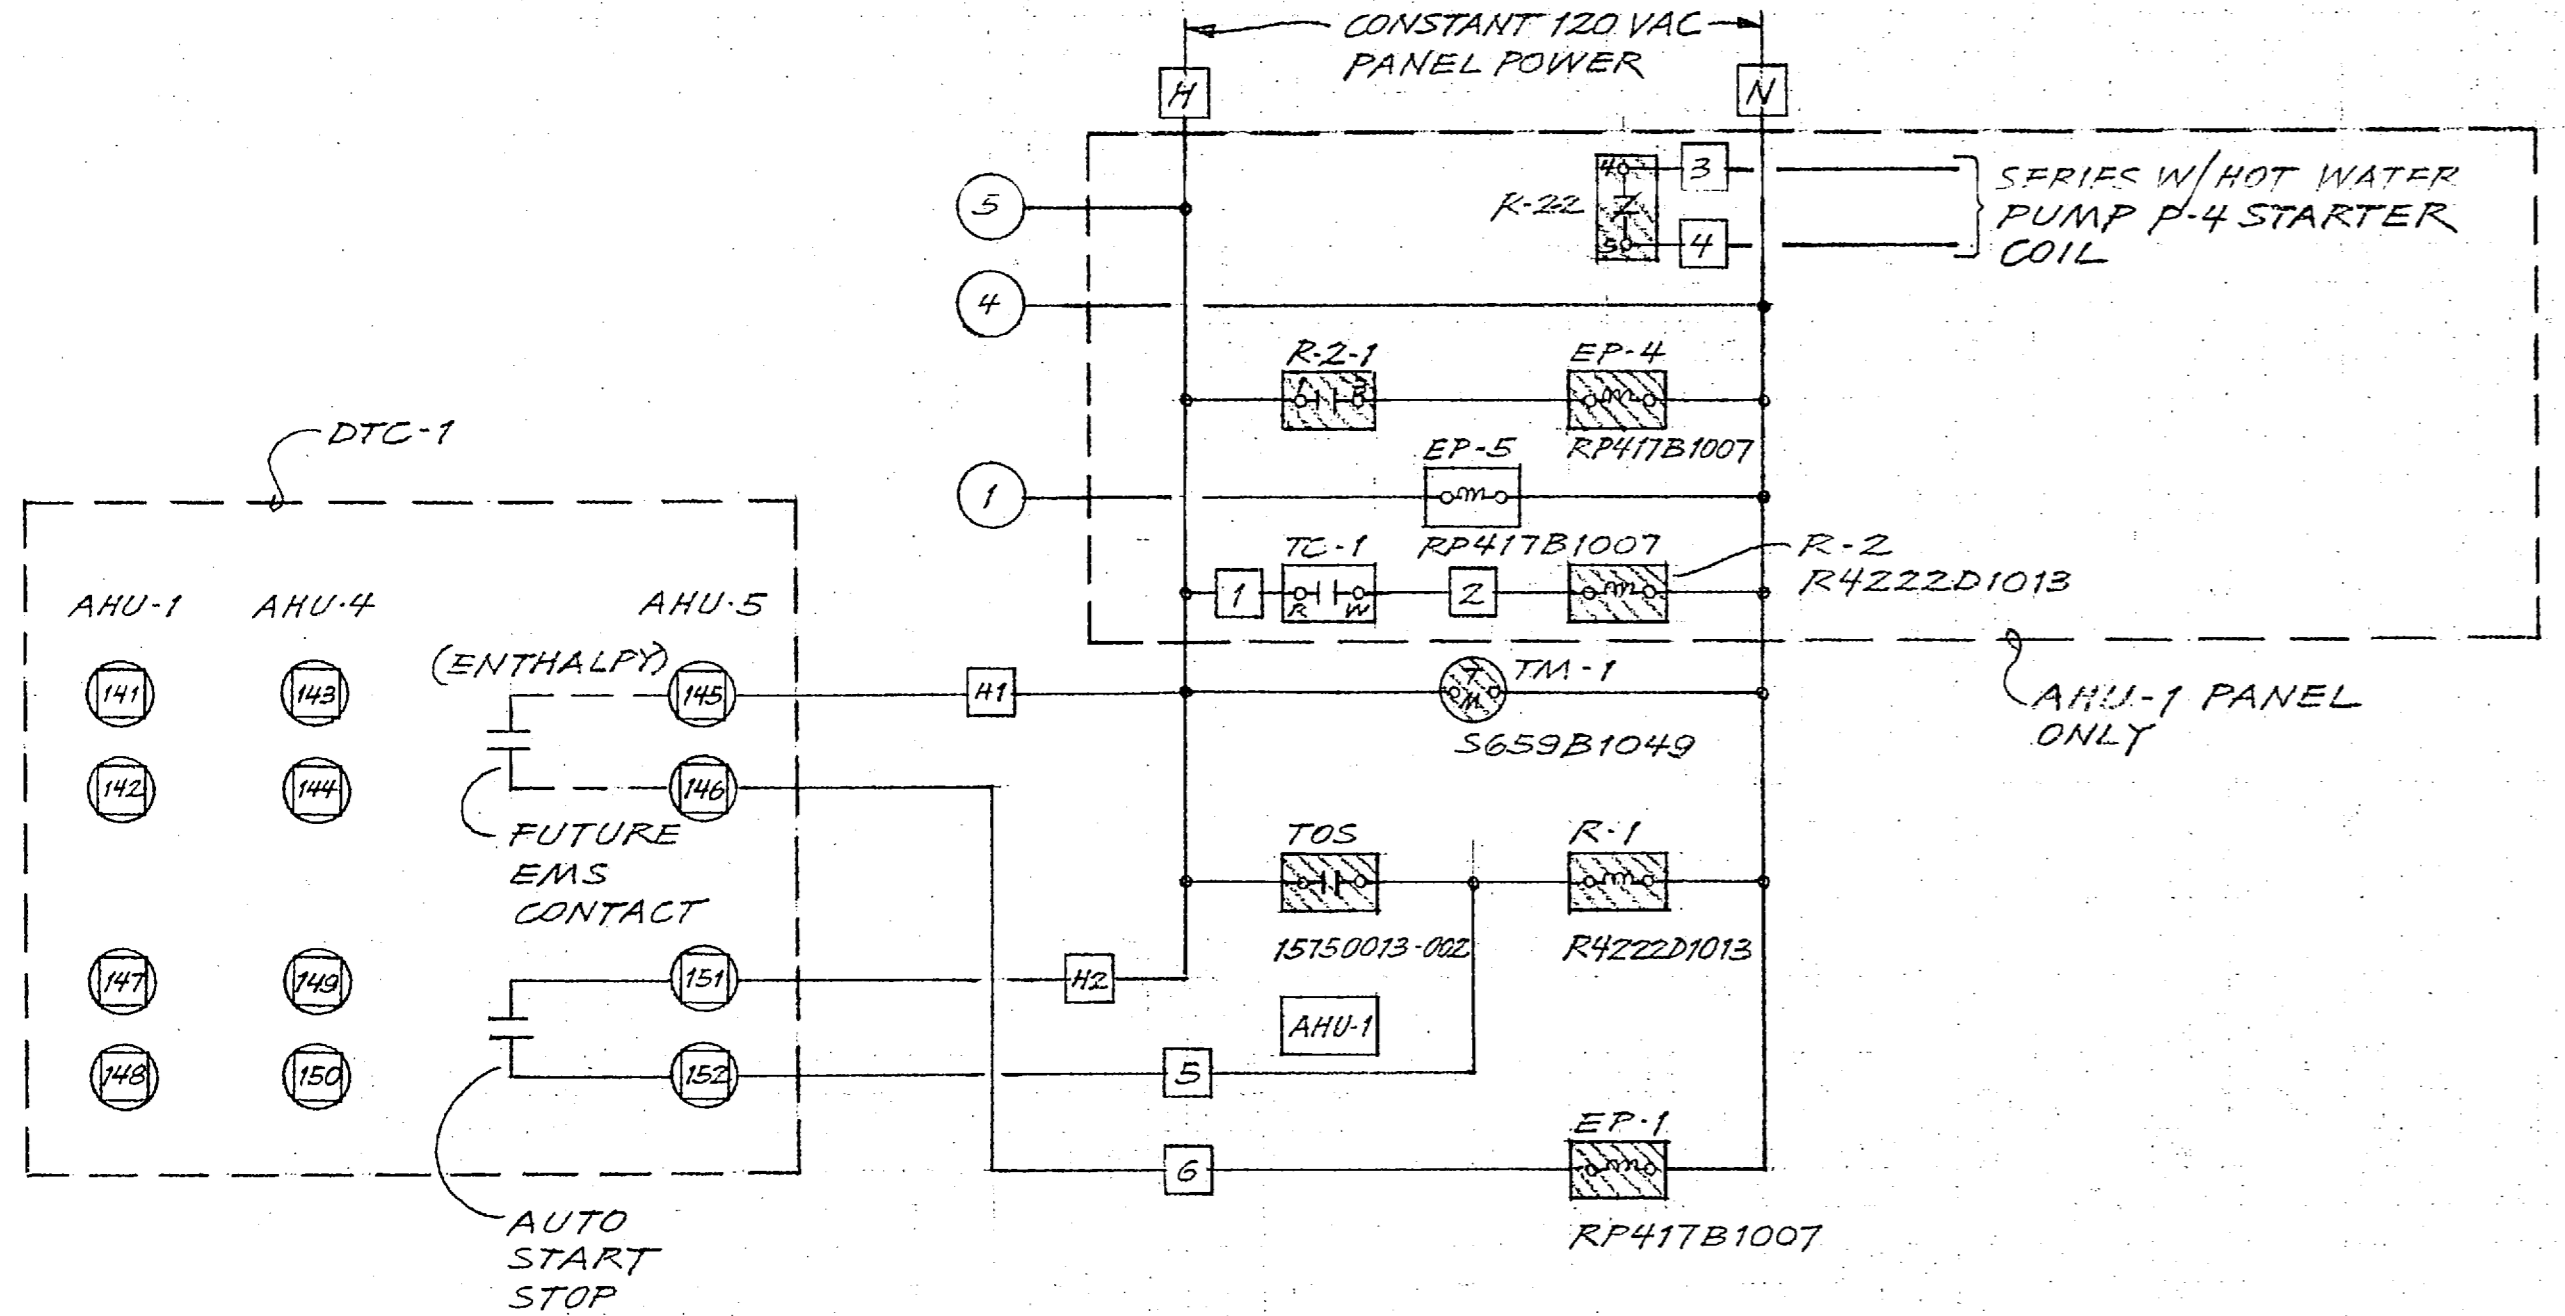 CONSTANT 120 VAC
PANEL POWER
H
N
5
4
3
R-22
5
4
SERIES W/HOT WATER
PUMP P-4 STARTER
COIL
4
R-2-1
EP-4
A
B
RP417B1007
DTC-1
EP-5
1
RP417B1007
TC-1
1
R
W
2
R-2
R4222D1013
AHU-1
AHU-4
AHU-5
(ENTHALPY)
141
143
145
H1
T
M
TM-1
S659B1049
AHU-1 PANEL
ONLY
142
144
146
FUTURE
EMS
CONTACT
TOS
R-1
15750013-002
R4222D1013
147
149
151
H2
AHU-1
148
150
152
5
EP-1
6
RP417B1007
AUTO
START
STOP